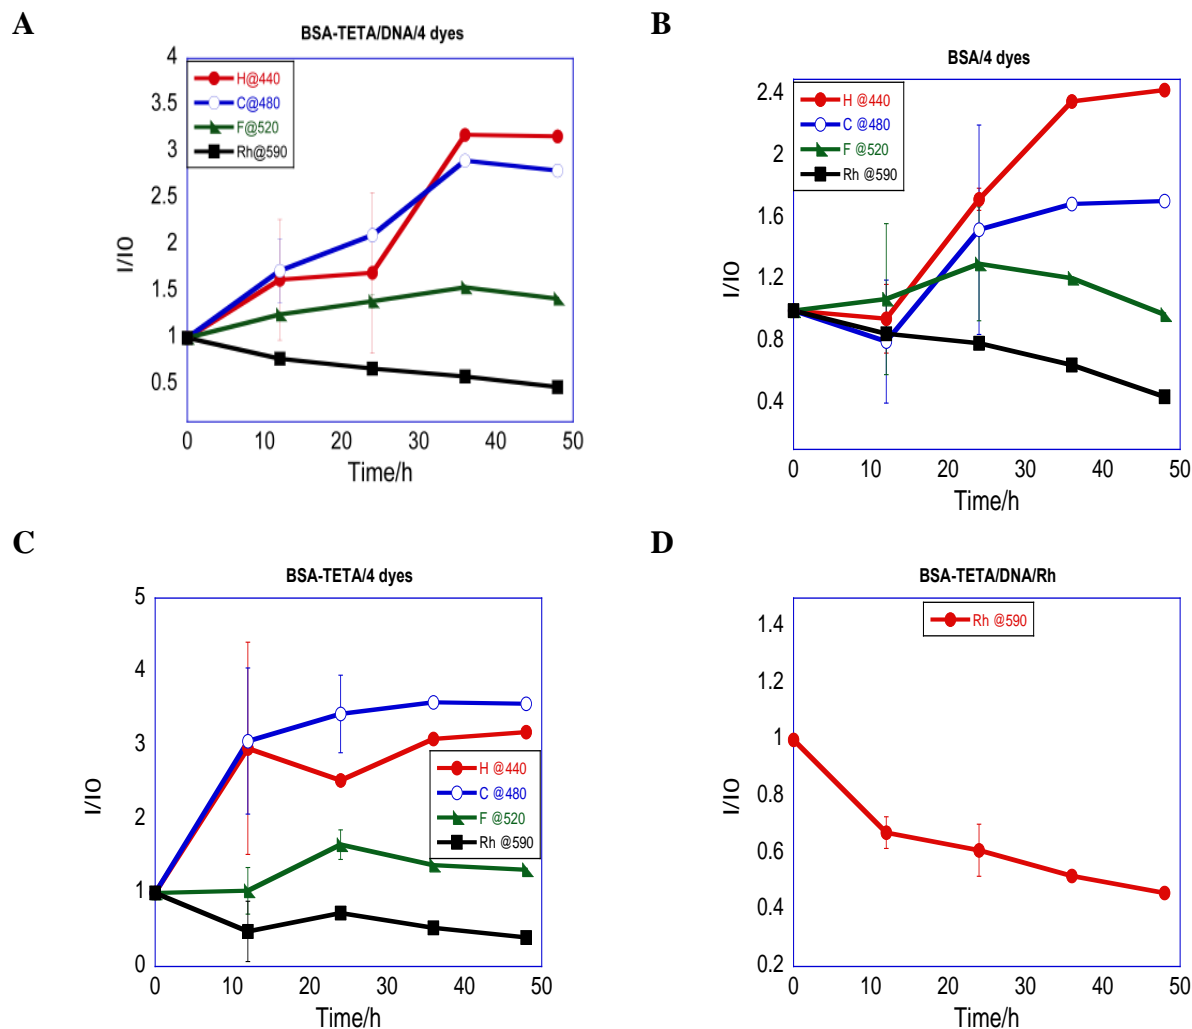 A
BSA-TETA/DNA/4 dyes
4
3.5
3
2.5
2
1.5
1
0.5
I/IO
H@440
C@480
F@520
Rh@590
0 10 20 30 40 50
Time/h
B
BSA/4 dyes
2.4
2
1.6
1.2
0.8
0.4
I/IO
H @440
C @480
F @520
Rh @590
0 10 20 30 40 50
Time/h
C
BSA-TETA/4 dyes
5
4
3
2
1
0
I/IO
H @440
C @480
F @520
Rh @590
0 10 20 30 40 50
Time/h
D
BSA-TETA/DNA/Rh
1.4
1.2
1
0.8
0.6
0.4
0.2
I/IO
Rh @590
0 10 20 30 40 50
Time/h